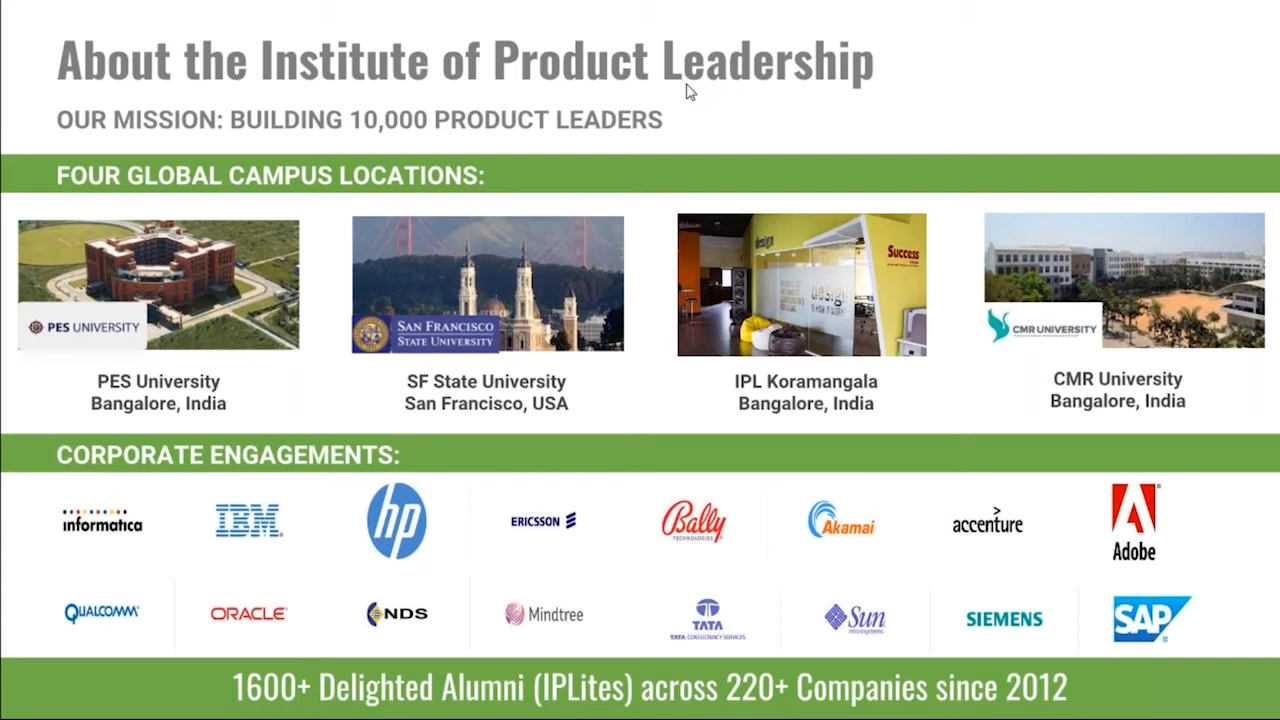 About the Institute of Product Leadership
OUR MISSION: BUILDING 10,000 PRODUCT LEADERS
FOUR GLOBAL CAMPUS LOCATIONS:
PES UNIVERSITY
SAN FRANCISCO
STATE UNIVERSITY
design
Success
design
CMR UNIVERSITY
PES University
Bangalore, India
SF State University
San Francisco, USA
IPL Koramangala
Bangalore, India
CMR University
Bangalore, India
CORPORATE ENGAGEMENTS:
informatica
IBM
hp
ERICSSON
Bally
TECHNOLOGIES
Akamai
accenture
Adobe
QUALCOMM
ORACLE
NDS
Mindtree
TATA
TATA CONSULTANCY SERVICES
Sun
microsystems
SIEMENS
SAP
1600+ Delighted Alumni (IPLites) across 220+ Companies since 2012